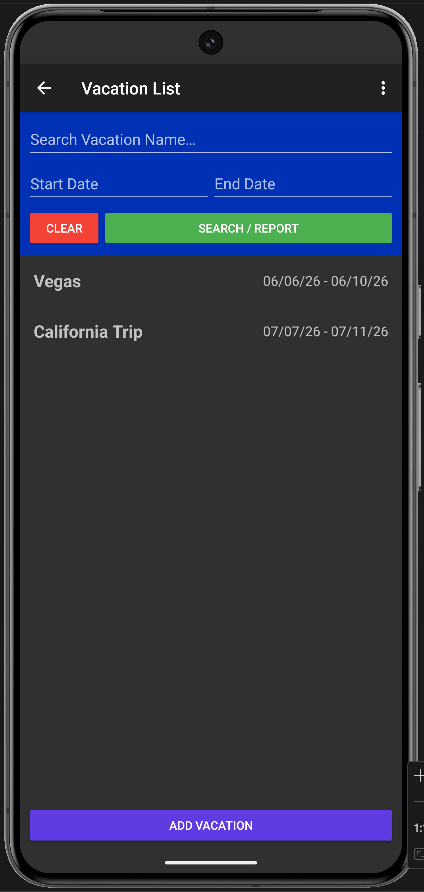 Vacation List
Search Vacation Name...
Start Date End Date
CLEAR SEARCH / REPORT
Vegas 06/06/26 - 06/10/26
California Trip 07/07/26 - 07/11/26
ADD VACATION